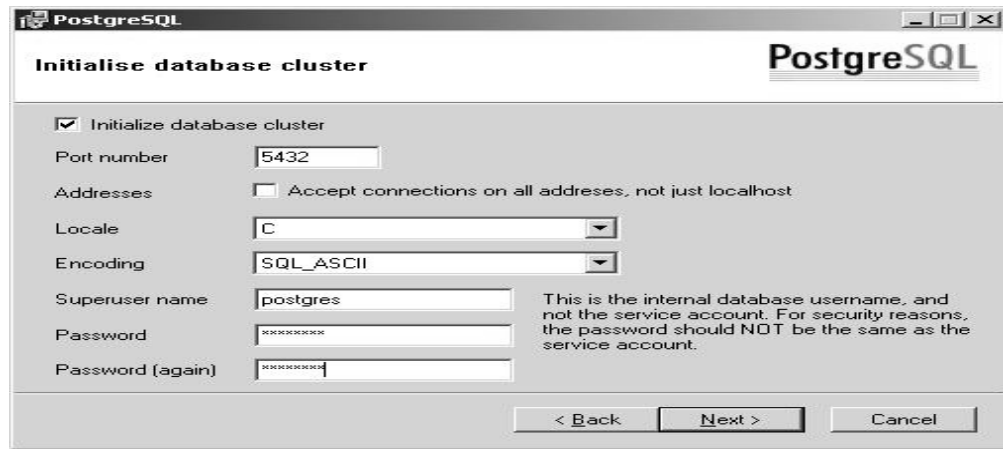 PostgreSQL
Initialise database cluster
PostgreSQL
Initialize database cluster
Port number 5432
Addresses Accept connections on all addreses, not just localhost
Locale C
Encoding SQL_ASCII
Superuser name postgres
This is the internal database username, and
not the service account. For security reasons,
the password should NOT be the same as the
service account.
Password ********
Password (again) ********
< Back Next > Cancel